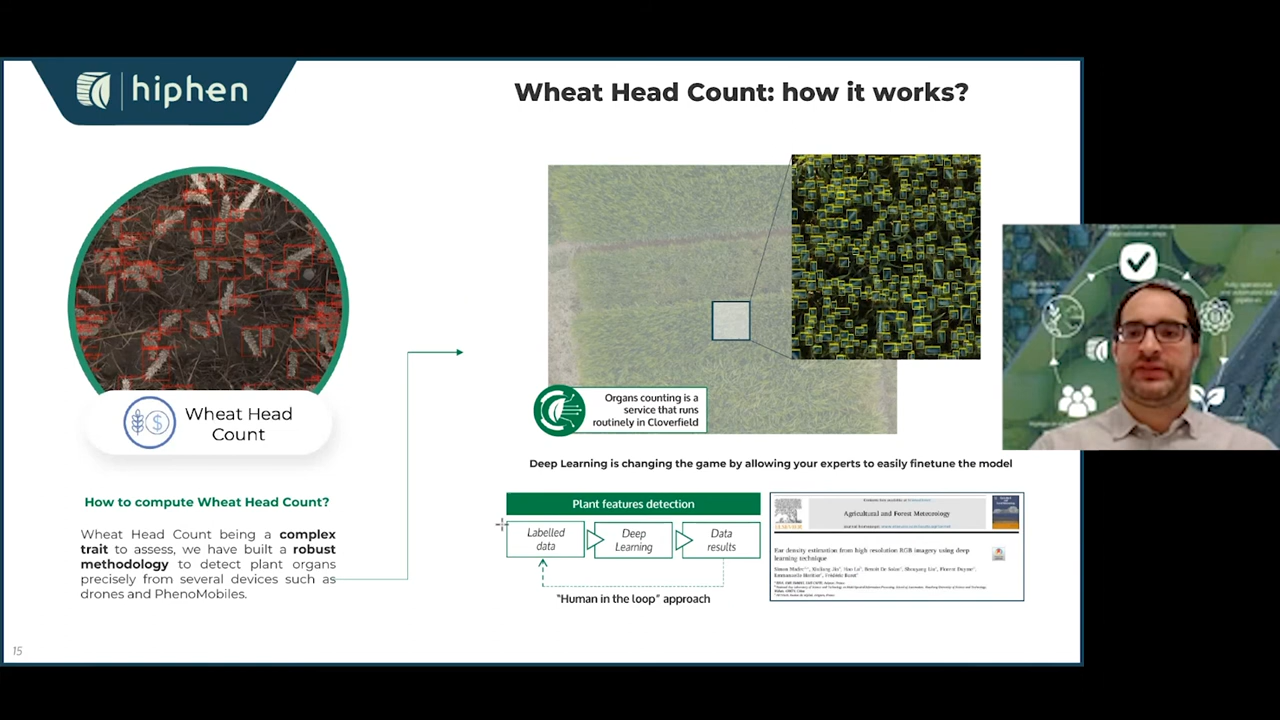 hiphen
Wheat Head Count: how it works?
Wheat Head
Count
How to compute Wheat Head Count?
Wheat Head Count being a complex
trait to assess, we have built a robust
methodology to detect plant organs
precisely from several devices such as
drones and PhenoMobiles.
Organs counting is a
service that runs
routinely in Cloverfield
Deep Learning is changing the game by allowing your experts to easily finetune the model
Plant features detection
Labelled
data
Deep
Learning
Data
results
"Human in the loop" approach
Agricultural and Forest Meteorology
Ear density estimation from high resolution RGB imagery using deep
learning technique
15